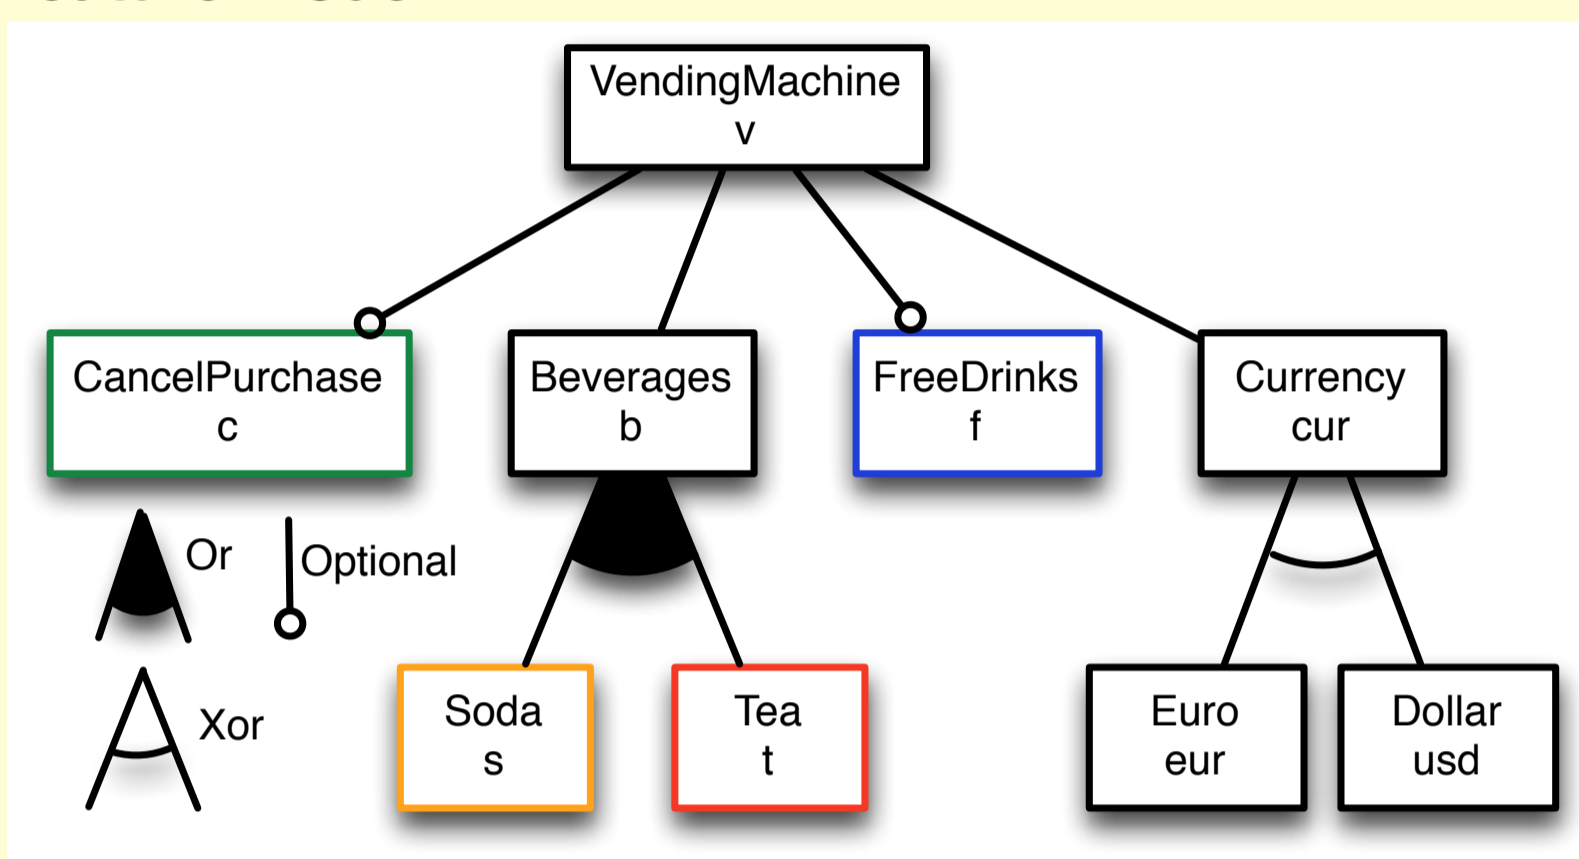 VendingMachine
v
CancelPurchase
c
Beverages
b
FreeDrinks
f
Currency
cur
Or
Optional
Xor
Soda
s
Tea
t
Euro
eur
Dollar
usd